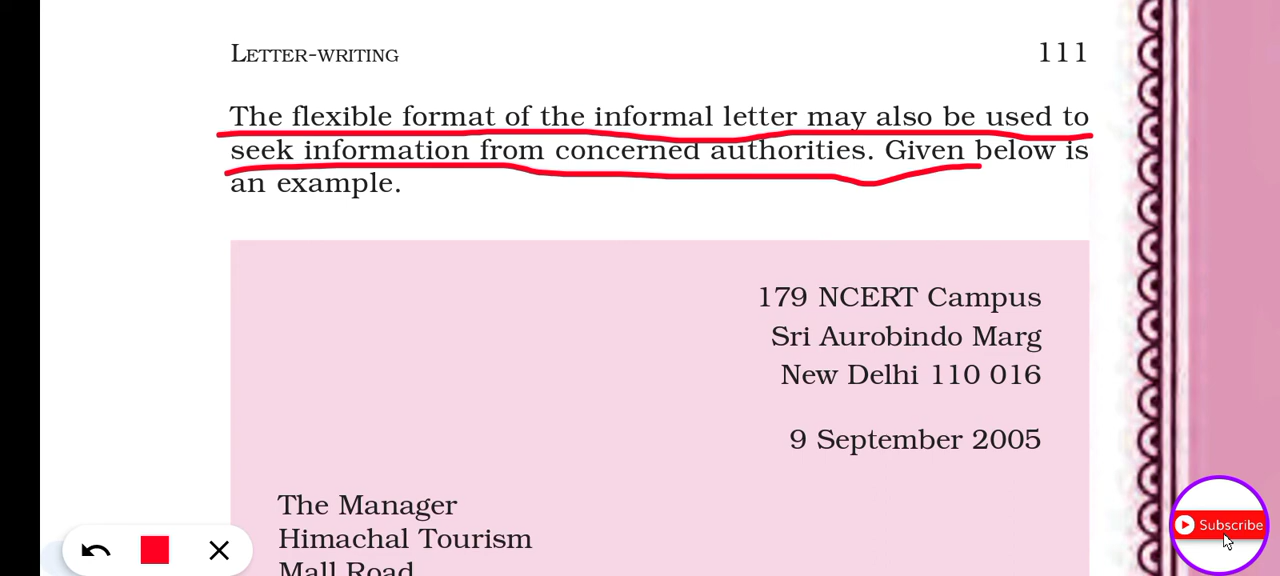 LETTER-WRITING 111
The flexible format of the informal letter may also be used to
seek information from concerned authorities. Given below is
an example.
179 NCERT Campus
Sri Aurobindo Marg
New Delhi 110 016
9 September 2005
The Manager
Himachal Tourism
Mall Road
Subscribe